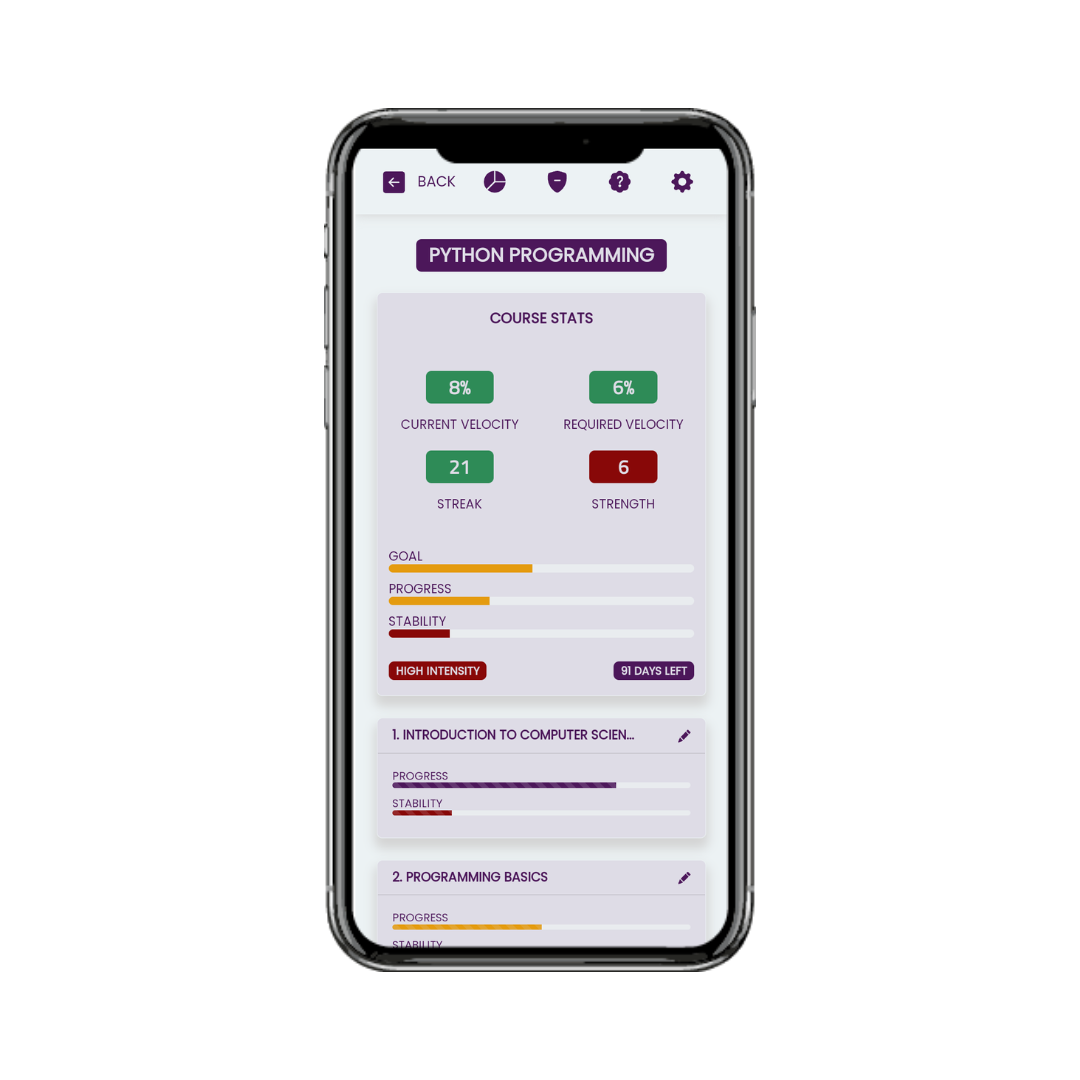 BACK
?
PYTHON PROGRAMMING
COURSE STATS
8% 6%
CURRENT VELOCITY REQUIRED VELOCITY
21 6
STREAK STRENGTH
GOAL
PROGRESS
STABILITY
HIGH INTENSITY 91 DAYS LEFT
1. INTRODUCTION TO COMPUTER SCIEN...
PROGRESS
STABILITY
2. PROGRAMMING BASICS
PROGRESS
STABILITY